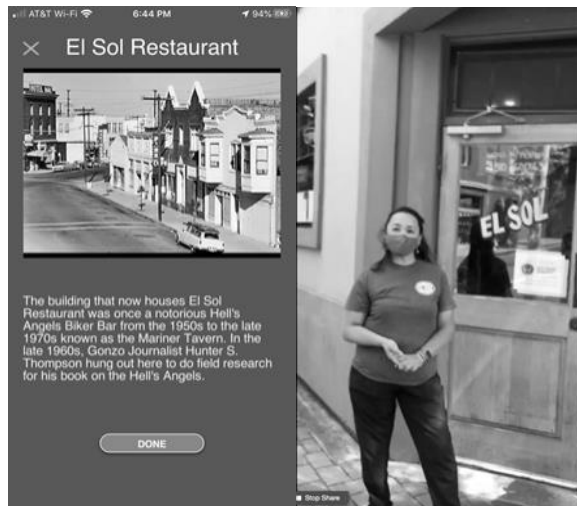 AT&T Wi-Fi
6:44 PM
94%
El Sol Restaurant
The building that now houses El Sol
Restaurant was once a notorious Hell's
Angels Biker Bar from the 1950s to the late
1970s known as the Mariner Tavern. In the
late 1960s, Gonzo Journalist Hunter S.
Thompson hung out here to do field research
for his book on the Hell's Angels.
DONE
EL SOL
Stop Share